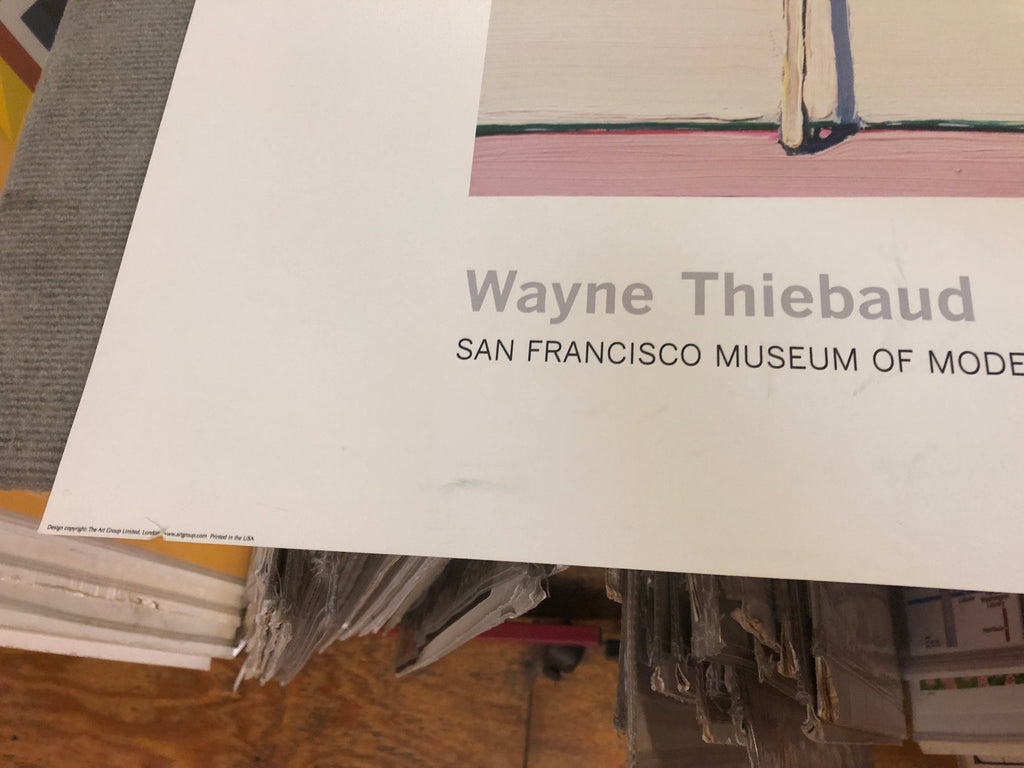 Wayne Thiebaud
SAN FRANCISCO MUSEUM OF MODE
Design copyright: The Art Group Limited, London www.artgroup.com Printed in the USA